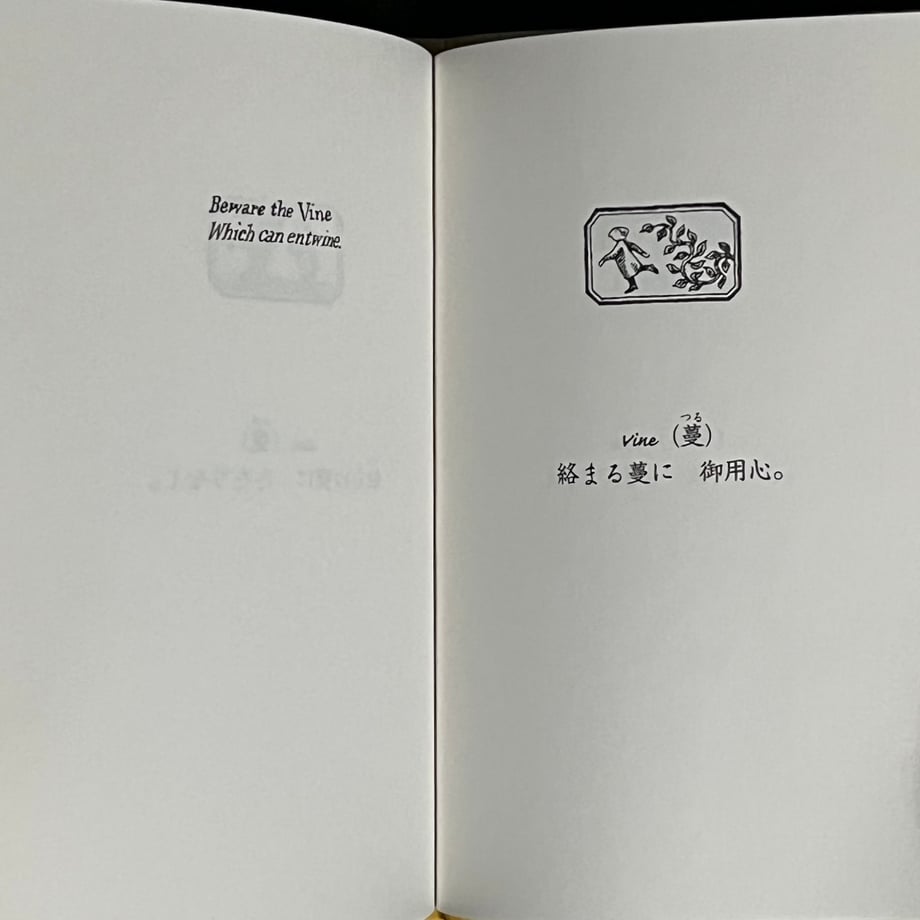 Beware the Vine
Which can entwine.
vine（蔓）
つる
絡まる蔓に　御用心。